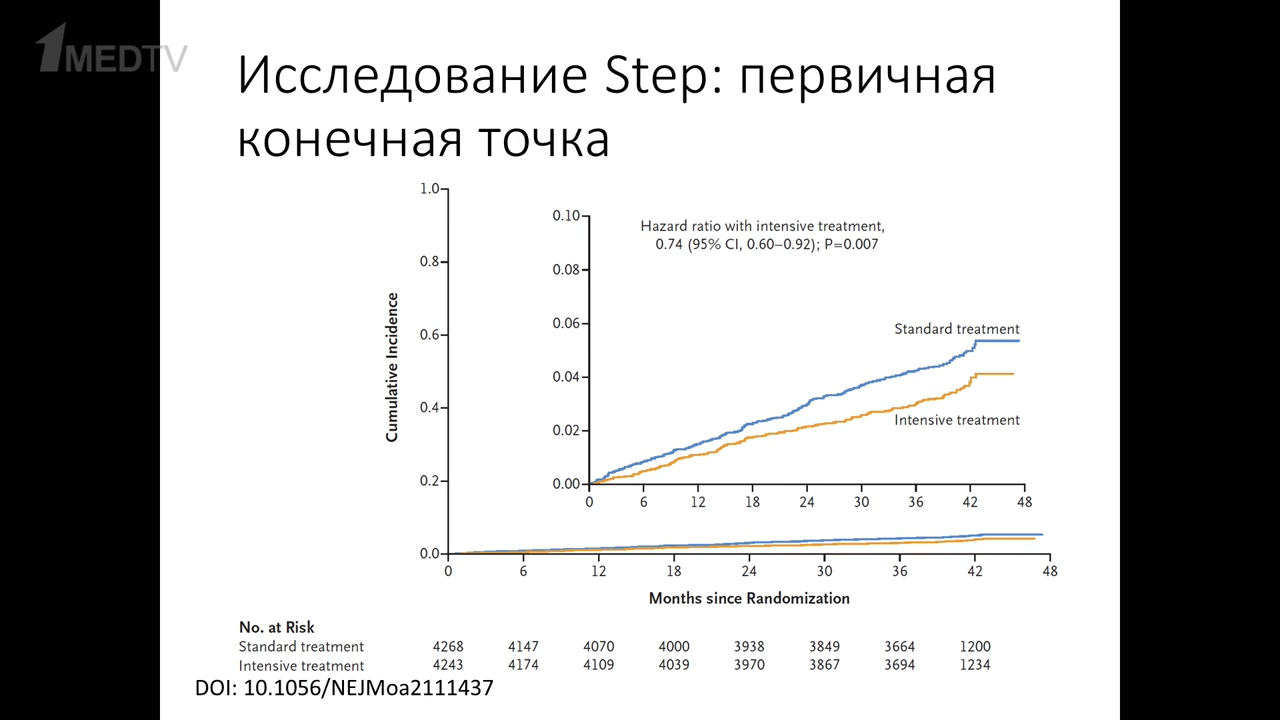 1MEDTV
Исследование Step: первичная
конечная точка
1.0
0.8
0.6
0.4
0.2
0.0
Cumulative Incidence
0.10
0.08
0.06
0.04
0.02
0.00
Hazard ratio with intensive treatment,
0.74 (95% CI, 0.60–0.92); P=0.007
Standard treatment
Intensive treatment
0 6 12 18 24 30 36 42 48
0 6 12 18 24 30 36 42 48
Months since Randomization
No. at Risk
Standard treatment 4268 4147 4070 4000 3938 3849 3664 1200
Intensive treatment 4243 4174 4109 4039 3970 3867 3694 1234
DOI: 10.1056/NEJMoa2111437